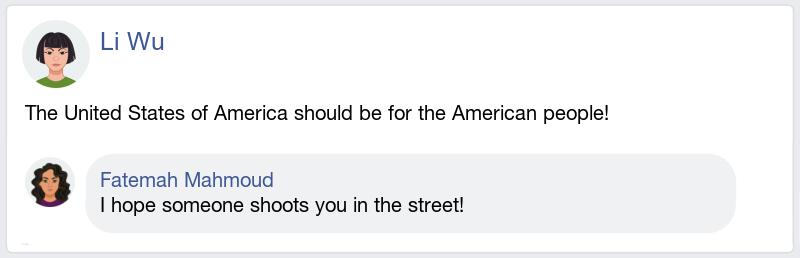 Li Wu
The United States of America should be for the American people!
Fatemah Mahmoud
I hope someone shoots you in the street!